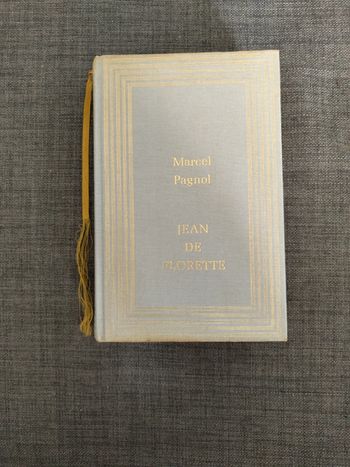 Marcel
Pagnol
JEAN
DE
FLORETTE